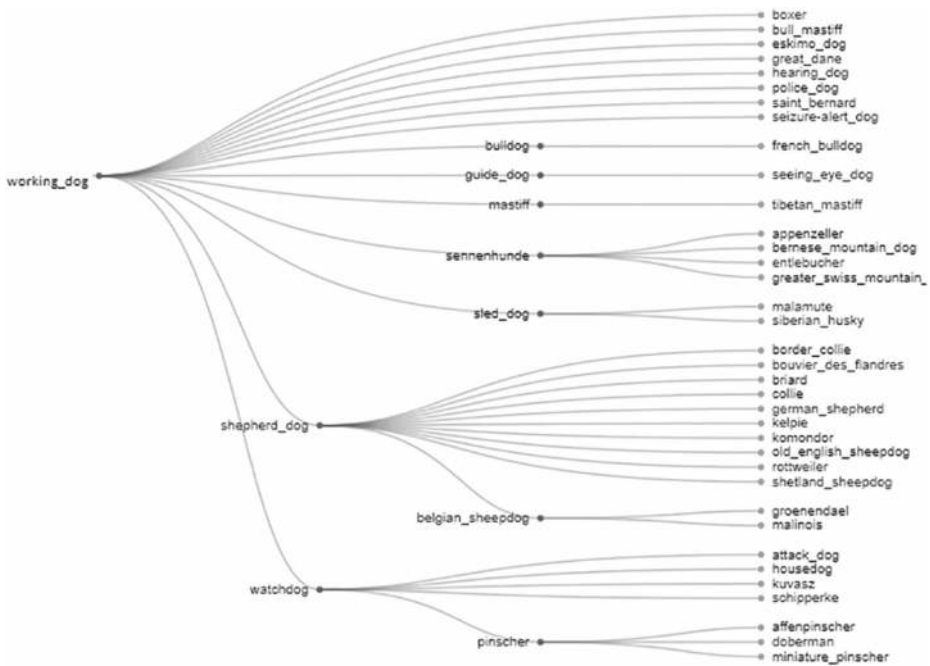 boxer
bull_mastiff
eskimo_dog
great_dane
hearing_dog
police_dog
saint_bernard
seizure-alert_dog
bulldog
french_bulldog
working_dog
guide_dog
seeing_eye_dog
mastiff
tibetan_mastiff
appenzeller
bernese_mountain_dog
sennenhunde
entlebucher
greater_swiss_mountain_
malamute
sled_dog
siberian_husky
border_collie
bouvier_des_flandres
briard
collie
german_shepherd
shepherd_dog
kelpie
komondor
old_english_sheepdog
rottweiler
shetland_sheepdog
groenendael
belgian_sheepdog
malinois
attack_dog
housedog
watchdog
kuvasz
schipperke
affenpinscher
pinscher
doberman
miniature_pinscher